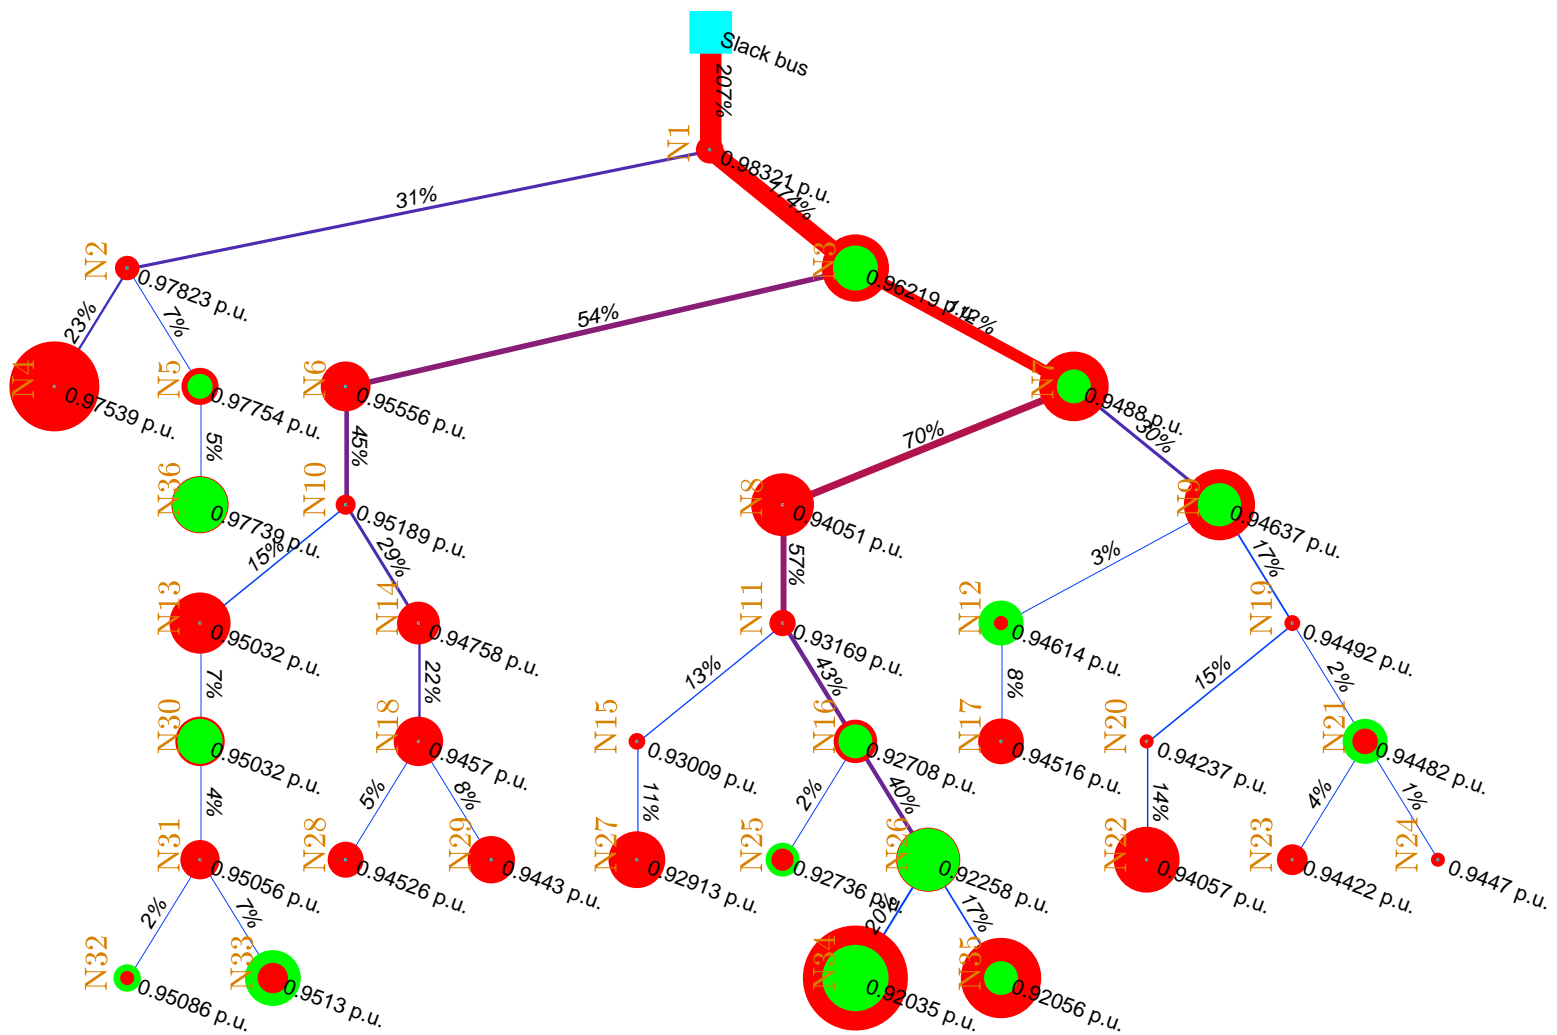 Slack bus
207%
N1
0.98321 p.u.
174%
31%
N2
0.97823 p.u.
N3
0.96219 p.u.
112%
54%
23%
7%
N4
0.97539 p.u.
N5
0.97754 p.u.
N6
0.95556 p.u.
N7
0.9488 p.u.
30%
70%
5%
45%
N36
0.97739 p.u.
N10
0.95189 p.u.
N8
0.94051 p.u.
N9
0.94637 p.u.
15%
29%
57%
3%
17%
N13
0.95032 p.u.
N14
0.94758 p.u.
N11
0.93169 p.u.
N12
0.94614 p.u.
N19
0.94492 p.u.
7%
22%
13%
43%
8%
15%
2%
N30
0.95032 p.u.
N18
0.9457 p.u.
N15
0.93009 p.u.
N16
0.92708 p.u.
N17
0.94516 p.u.
N20
0.94237 p.u.
N21
0.94482 p.u.
4%
5%
8%
11%
2%
40%
14%
4%
1%
N31
0.95056 p.u.
N28
0.94526 p.u.
N29
0.9443 p.u.
N27
0.92913 p.u.
N25
0.92736 p.u.
N26
0.92258 p.u.
N22
0.94057 p.u.
N23
0.94422 p.u.
N24
0.9447 p.u.
2%
7%
20%
17%
N32
0.95086 p.u.
N33
0.9513 p.u.
N34
0.92035 p.u.
N35
0.92056 p.u.